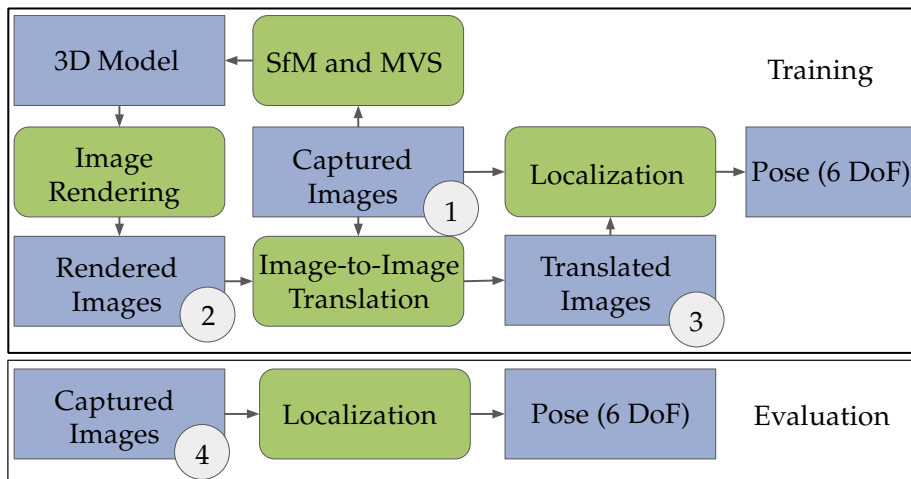 3D Model
SfM and MVS
Training
Image
Rendering
Captured
Images
1
Localization
Pose (6 DoF)
Rendered
Images
2
Image-to-Image
Translation
Translated
Images
3
Captured
Images
4
Localization
Pose (6 DoF)
Evaluation